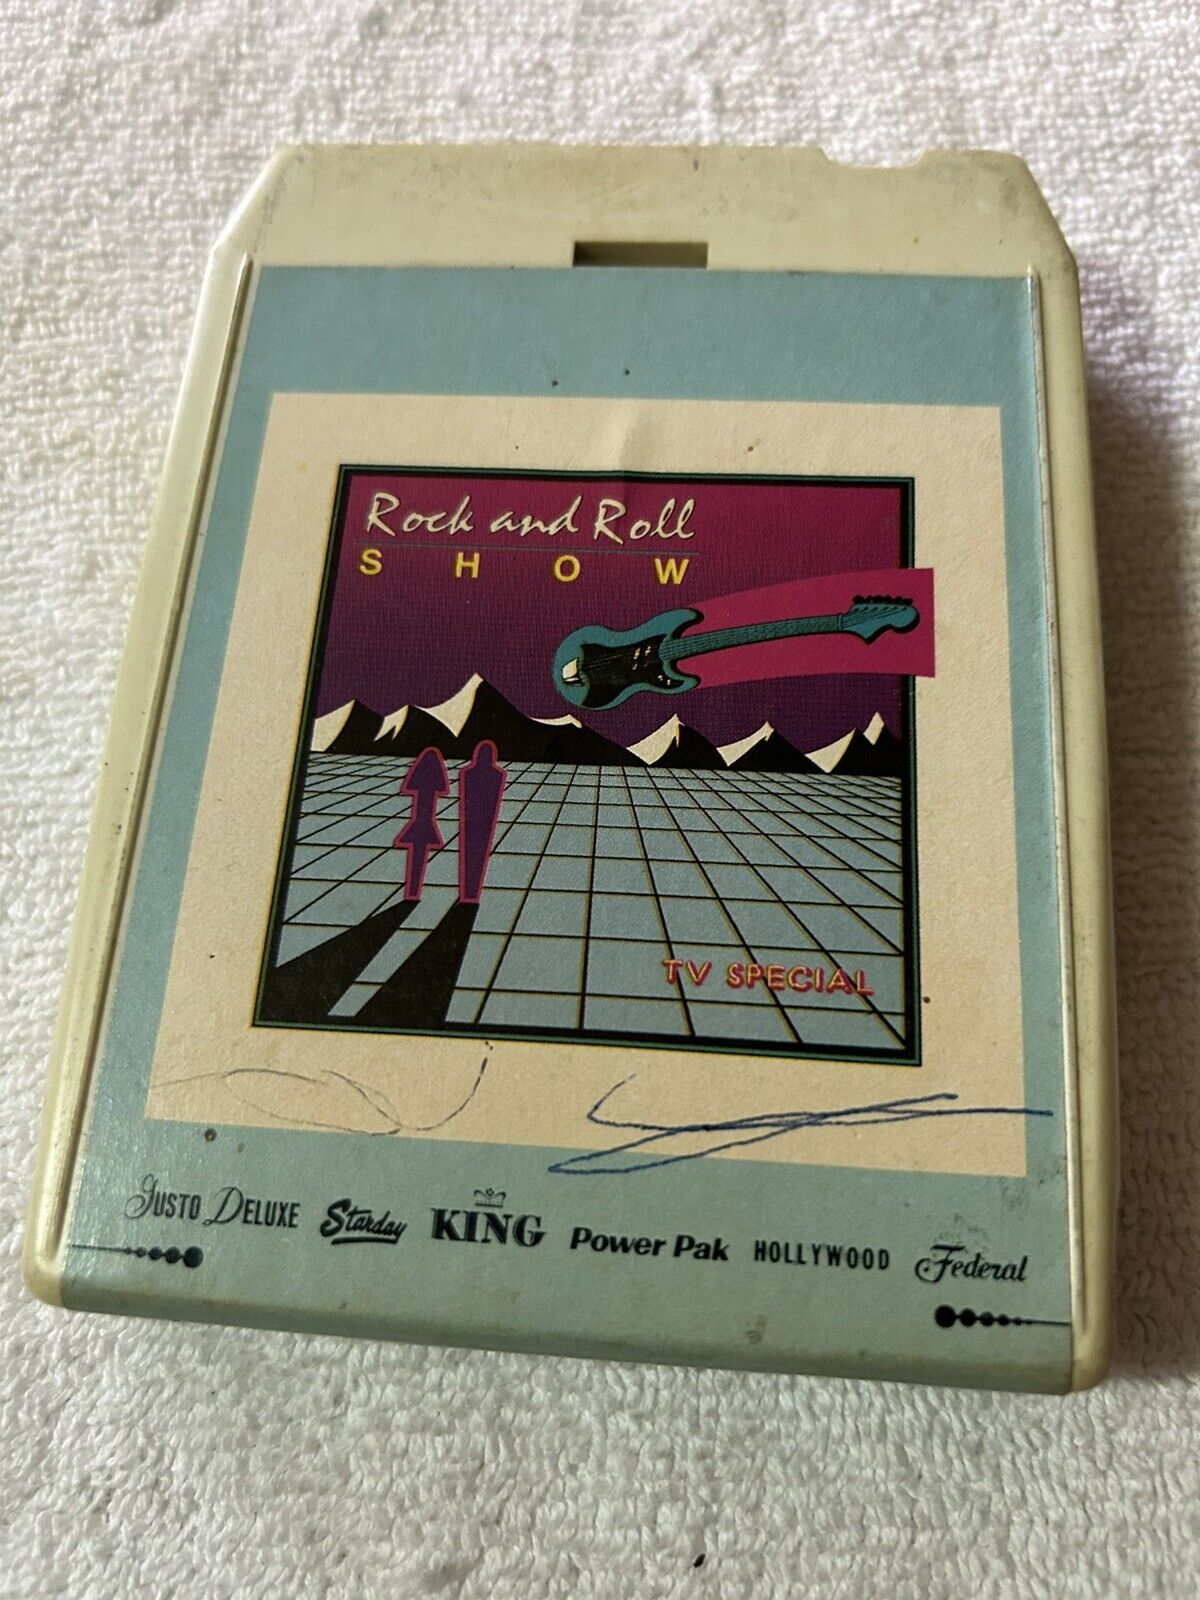 Rock and Roll
SHOW
TV SPECIAL
Gusto Deluxe Starday KING Power Pak HOLLYWOOD Federal